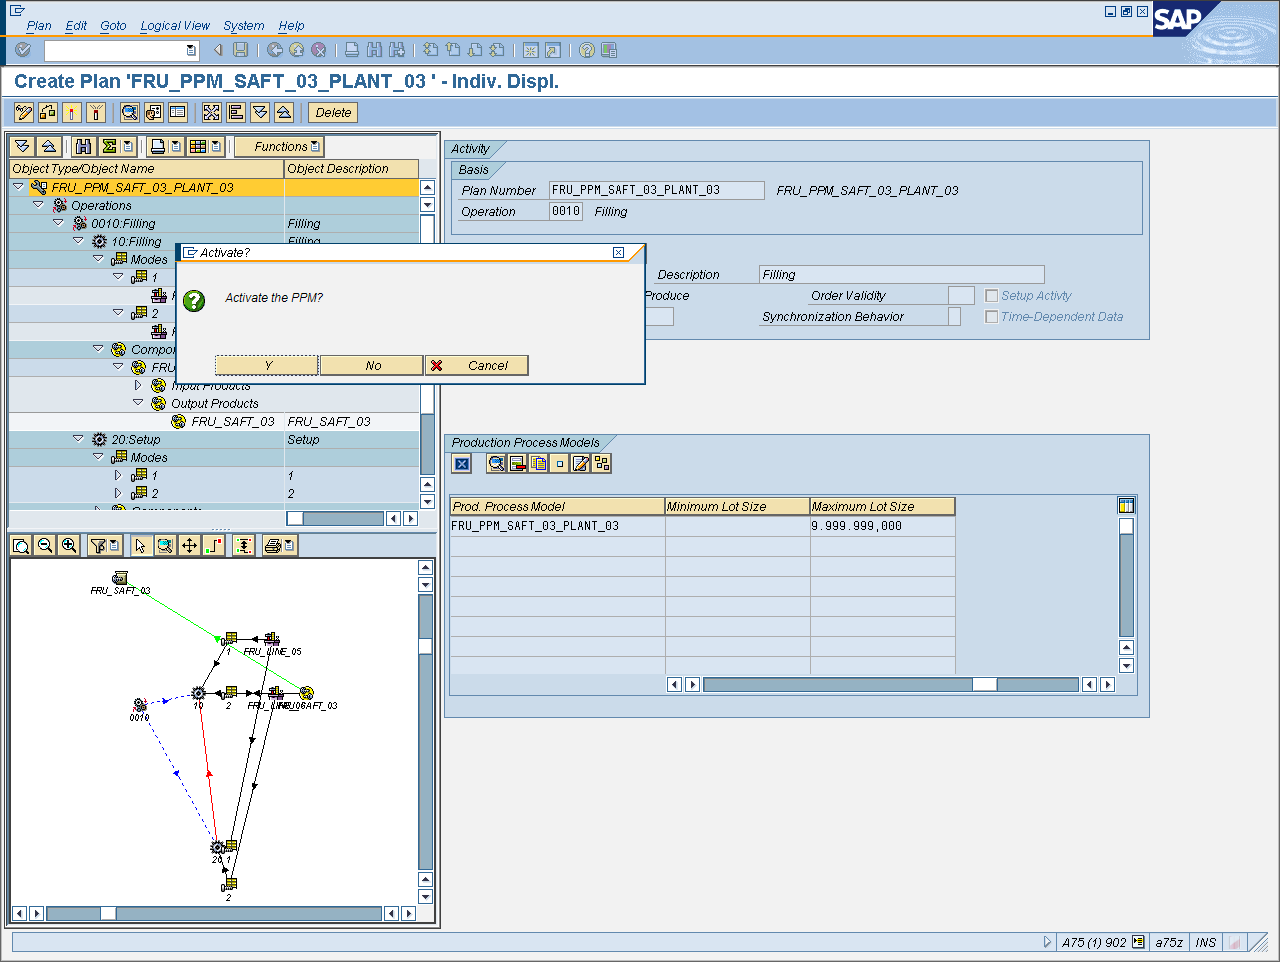 Plan Edit Goto Logical View System Help
SAP
Create Plan 'FRU_PPM_SAFT_03_PLANT_03 ' - Indiv. Displ.
Delete
Functions
Object Type/Object Name Object Description
FRU_PPM_SAFT_03_PLANT_03
Operations
0010:Filling Filling
10:Filling Filling
Modes
1
2
FRU
Input Products
Output Products
FRU_SAFT_03 FRU_SAFT_03
20:Setup Setup
Modes
1 1
2 2
Activate?
Activate the PPM?
Y No Cancel
Activity
Basis
Plan Number FRU_PPM_SAFT_03_PLANT_03 FRU_PPM_SAFT_03_PLANT_03
Operation 0010 Filling
Description Filling
Produce Order Validity Setup Activty
Synchronization Behavior Time-Dependent Data
Production Process Models
Prod. Process Model Minimum Lot Size Maximum Lot Size
FRU_PPM_SAFT_03_PLANT_03 9.999.999,000
FRU_SAFT_03
1 FRU_LINE_05
10 2
0010
20 1
2
A75 (1) 902 a75z INS